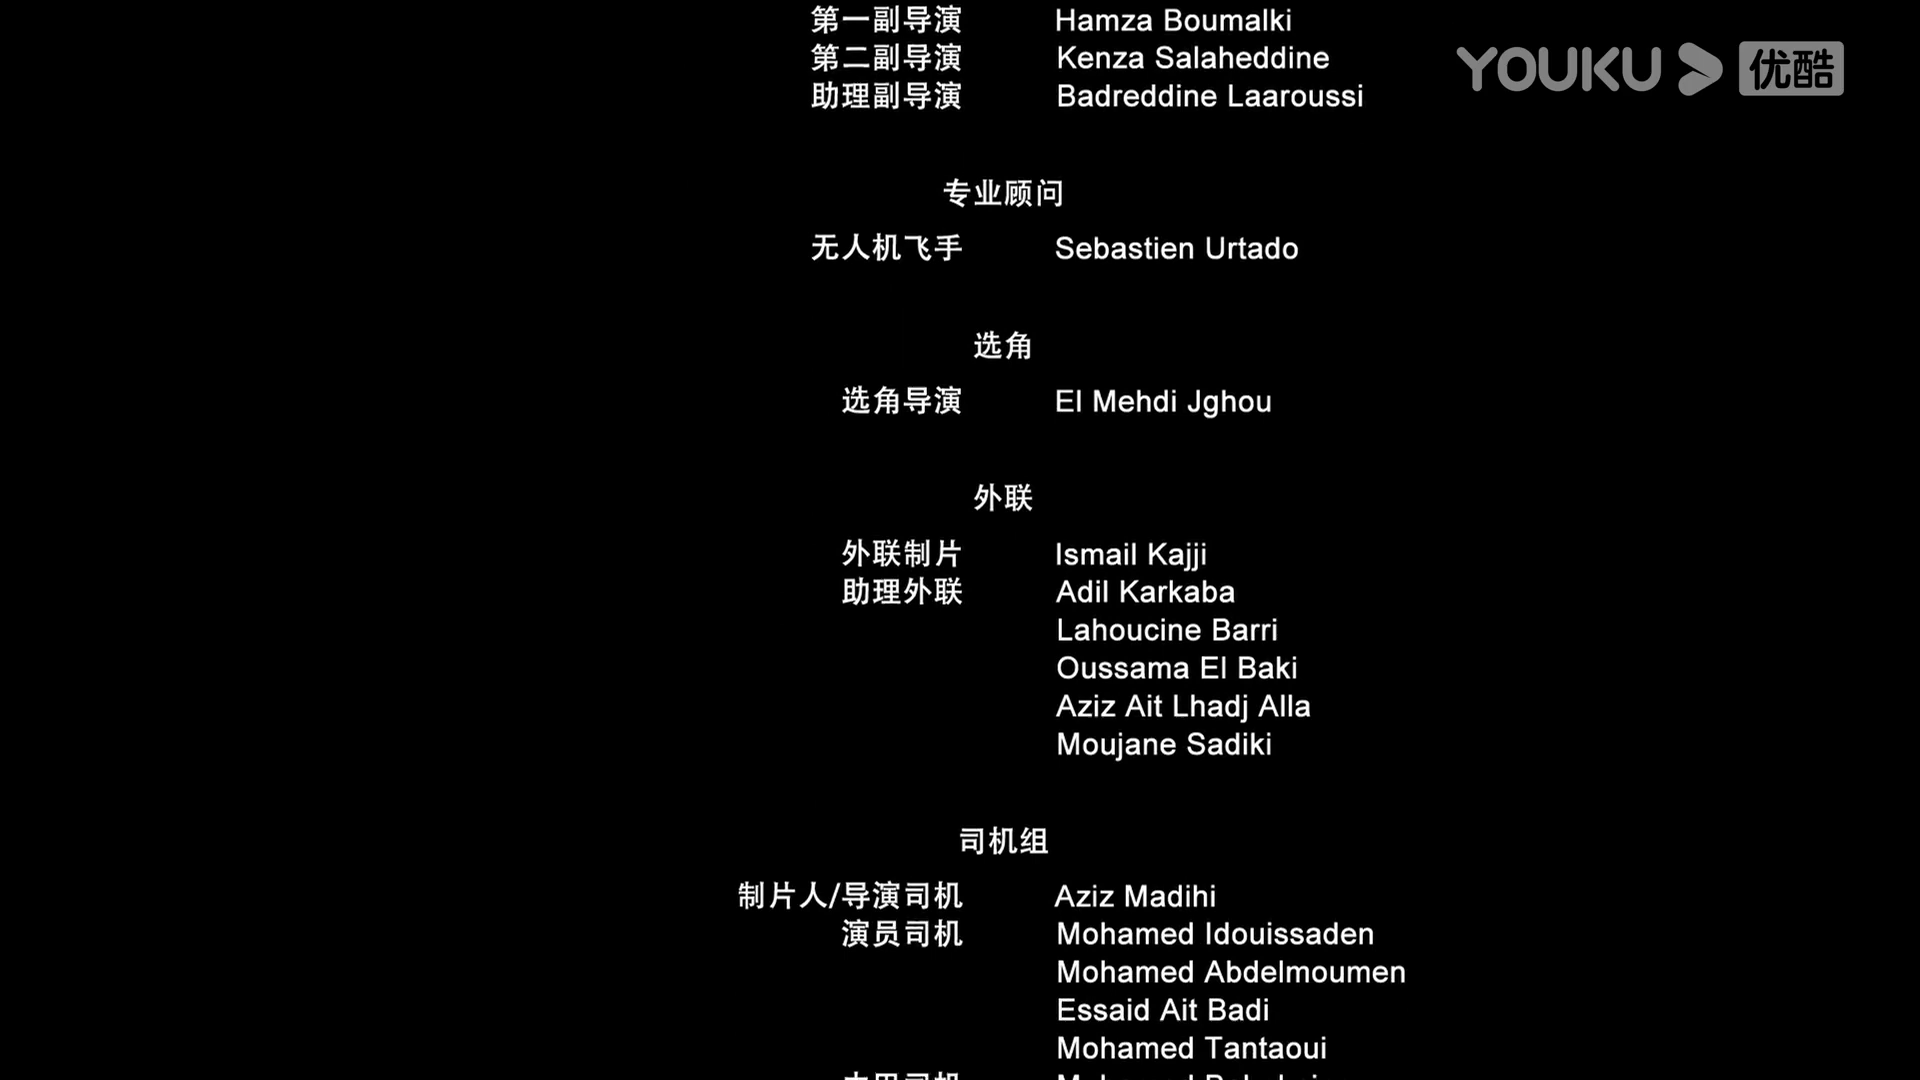 第一副导演 Hamza Boumalki
YOUKU 优酷
第二副导演 Kenza Salaheddine
助理副导演 Badreddine Laaroussi
专业顾问
无人机飞手 Sebastien Urtado
选角
选角导演 El Mehdi Jghou
外联
外联制片 Ismail Kajji
助理外联 Adil Karkaba
Lahoucine Barri
Oussama El Baki
Aziz Ait Lhadj Alla
Moujane Sadiki
司机组
制片人/导演司机 Aziz Madihi
演员司机 Mohamed Idouissaden
Mohamed Abdelmoumen
Essaid Ait Badi
Mohamed Tantaoui